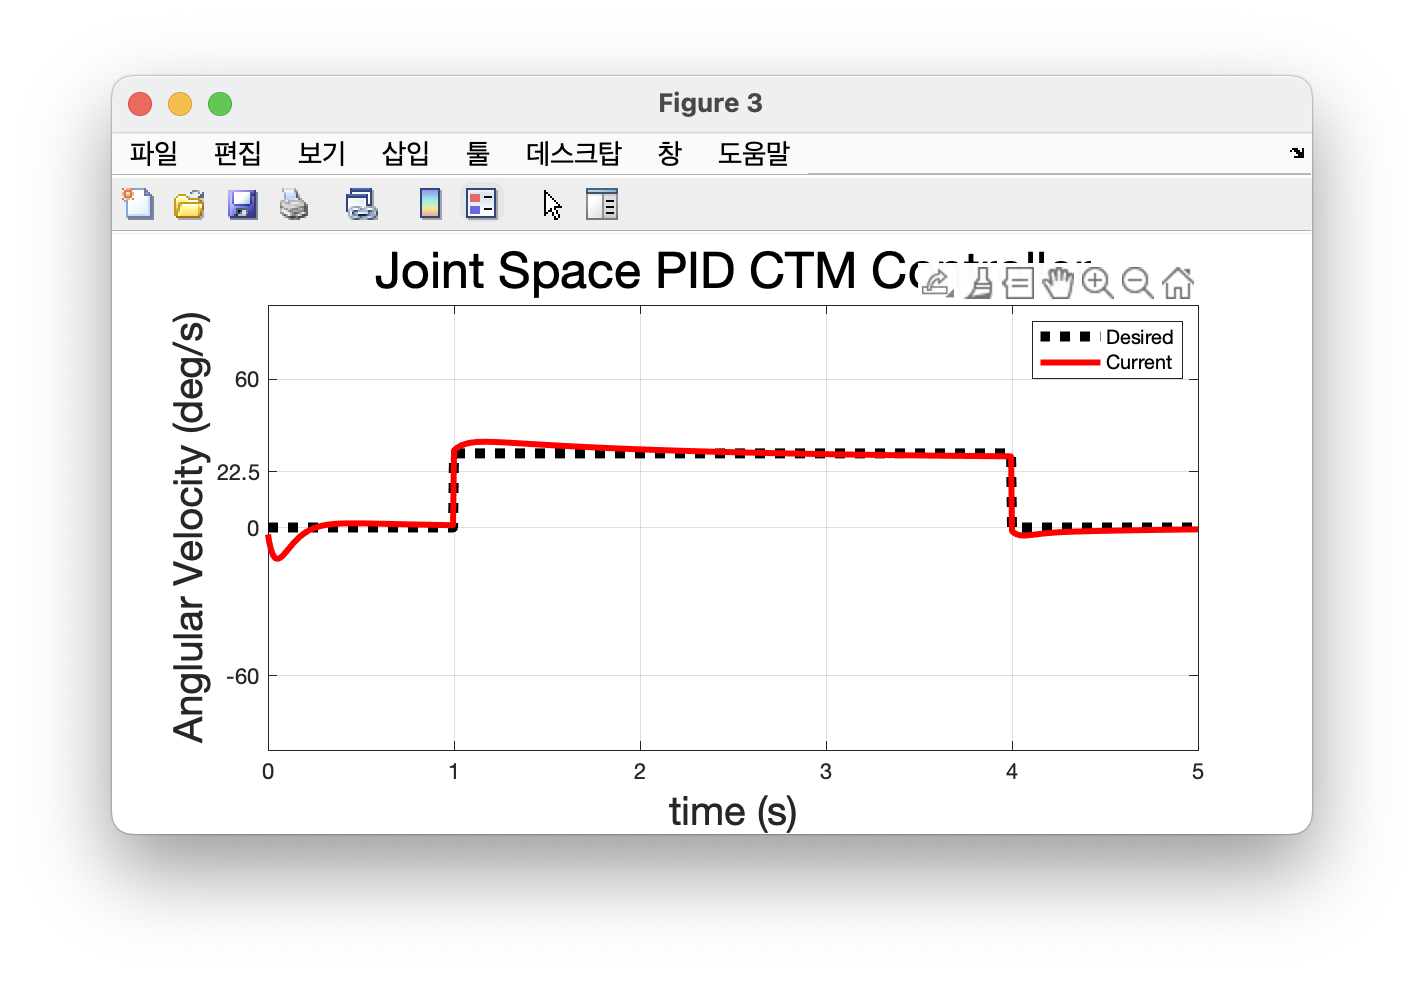 Figure 3
파일 편집 보기 삽입 툴 데스크탑 창 도움말
Joint Space PID CTM Controller
Desired
Current
Anglular Velocity (deg/s)
60
22.5
0
-60
0 1 2 3 4 5
time (s)